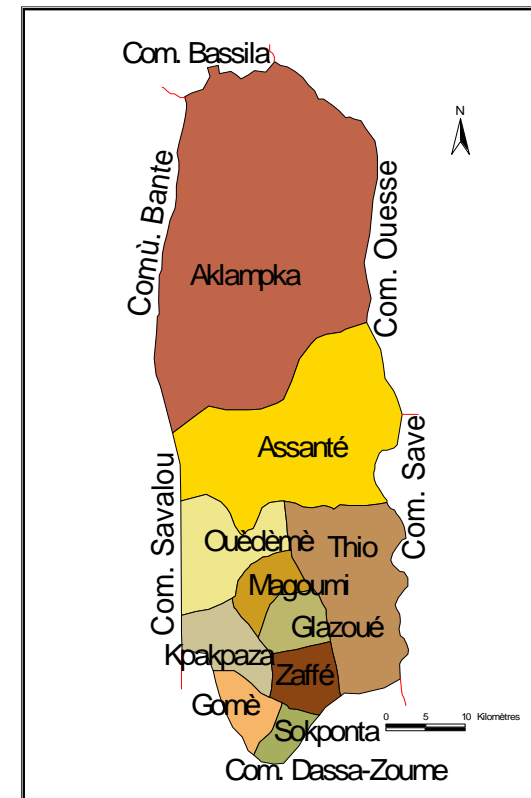 Com. Bassila
N
Comù. Bante
Com. Ouesse
Aklampka
Assanté
Com. Save
Com. Savalou
Ouèdèmè
Thio
Magoumi
Glazoué
Kpakpaza
Zaffé
Gomè
Sokponta
0 5 10 Kilomètres
Com. Dassa-Zoume